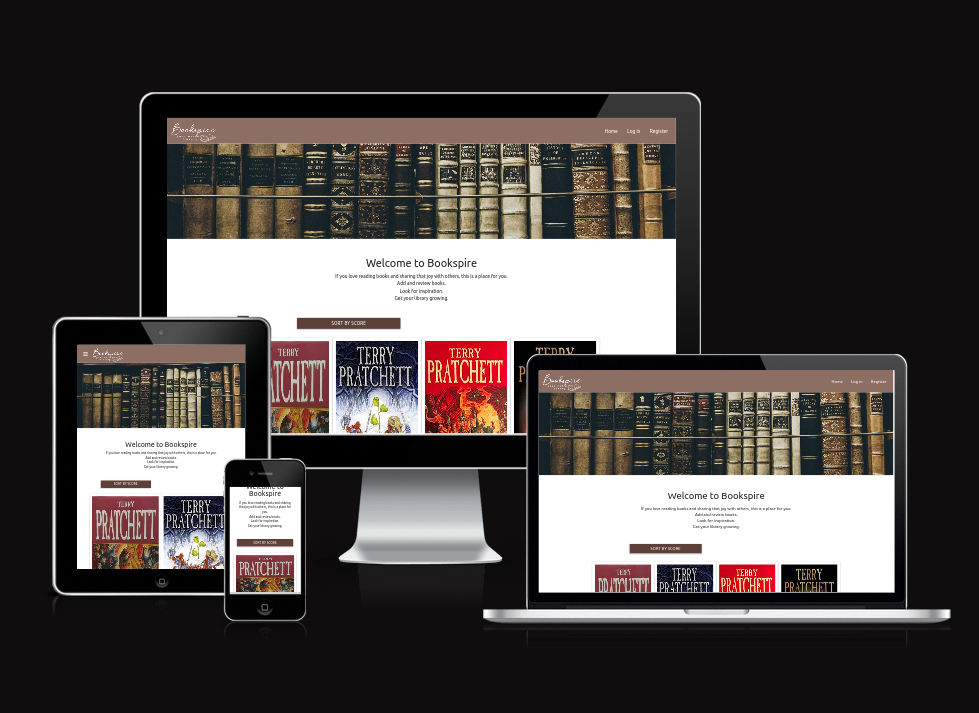 Bookspire
Home Log in Register
Welcome to Bookspire
If you love reading books and sharing that joy with others, this is a place for you.
Add and review books.
Look for inspiration.
Get your library growing.
SORT BY SCORE
TERRY
PRATCHETT
TERRY
PRATCHETT
TERRY
PRATCHETT
TERRY
Bookspire
Welcome to Bookspire
If you love reading books and sharing that joy with others, this is a place for you.
Add and review books.
Look for inspiration.
Get your library growing.
SORT BY SCORE
TERRY
PRATCHETT
TERRY
PRATCHETT
Welcome to
Bookspire
If you love reading books and sharing
that joy with others, this is a place for
you.
Add and review books.
Look for inspiration.
Get your library growing.
SORT BY SCORE
TERRY
PRATCHETT
Bookspire
Home Log in Register
Welcome to Bookspire
If you love reading books and sharing that joy with others, this is a place for you.
Add and review books.
Look for inspiration.
Get your library growing.
SORT BY SCORE
TERRY
PRATCHETT
TERRY
PRATCHETT
TERRY
PRATCHETT
TERRY
PRATCHETT